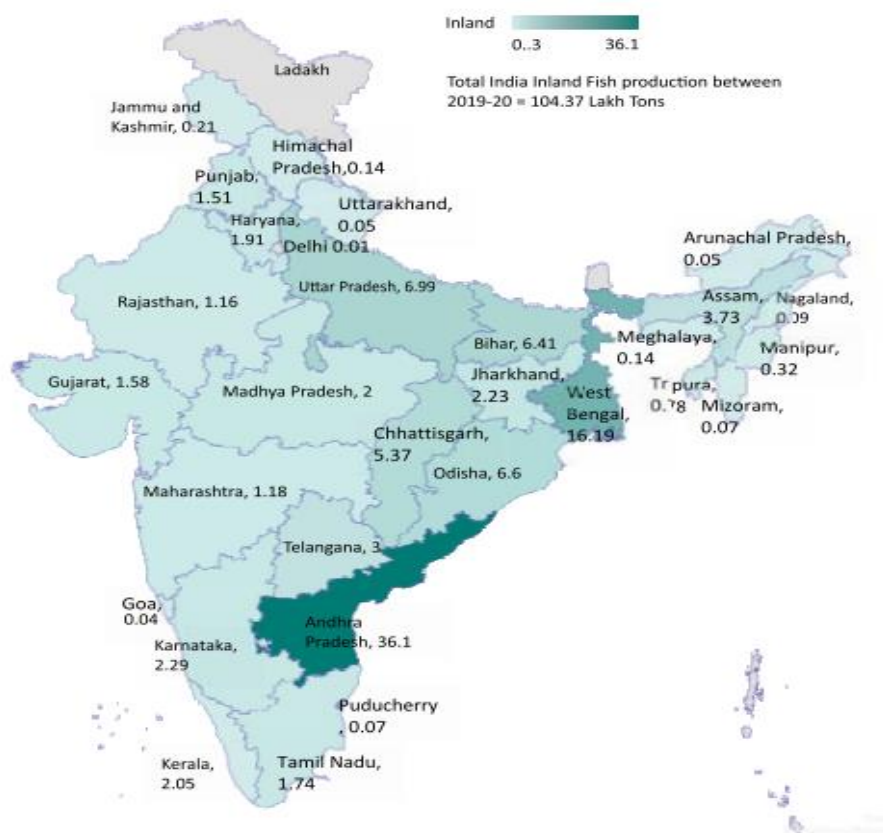 Inland
0..3 36.1
Total India Inland Fish production between
2019-20 = 104.37 Lakh Tons
Ladakh
Jammu and
Kashmir, 0.21
Himachal
Pradesh,0.14
Punjab,
1.51
Uttarakhand,
0.05
Haryana,
1.91
Delhi 0.01
Arunachal Pradesh,
0.05
Rajasthan, 1.16
Uttar Pradesh, 6.99
Assam,
3.73
Nagaland,
0.09
Bihar, 6.41
Meghalaya,
0.14
Manipur,
0.32
Gujarat, 1.58
Madhya Pradesh, 2
Jharkhand,
2.23
West
Bengal,
16.19
Tripura,
0.78
Mizoram,
0.07
Chhattisgarh,
5.37
Odisha, 6.6
Maharashtra, 1.18
Telangana, 3
Goa,
0.04
Andhra
Pradesh, 36.1
Karnataka,
2.29
Puducherry
, 0.07
Kerala,
2.05
Tamil Nadu,
1.74